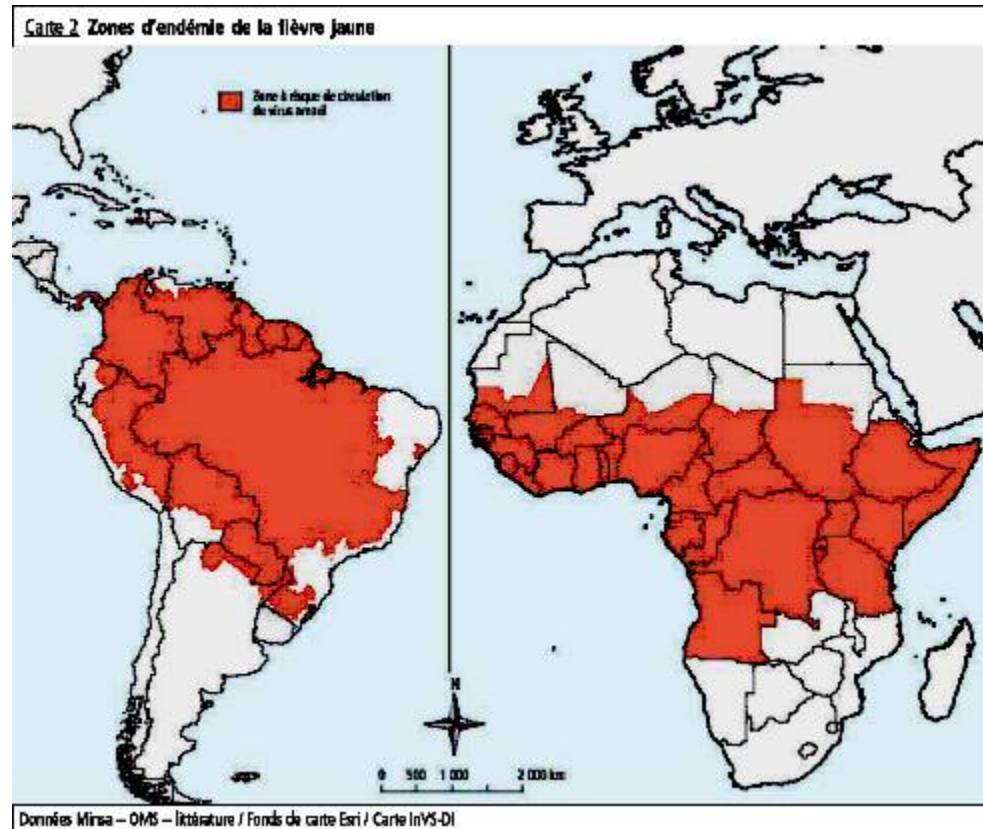 Carte 2 Zones d'endémie de la fièvre jaune
Zone à risque de circulation
de virus amaril
N
0 500 1 000 2 000 km
Données Minsa – OMS – littérature / Fonds de carte Esri / Carte InVS-DI